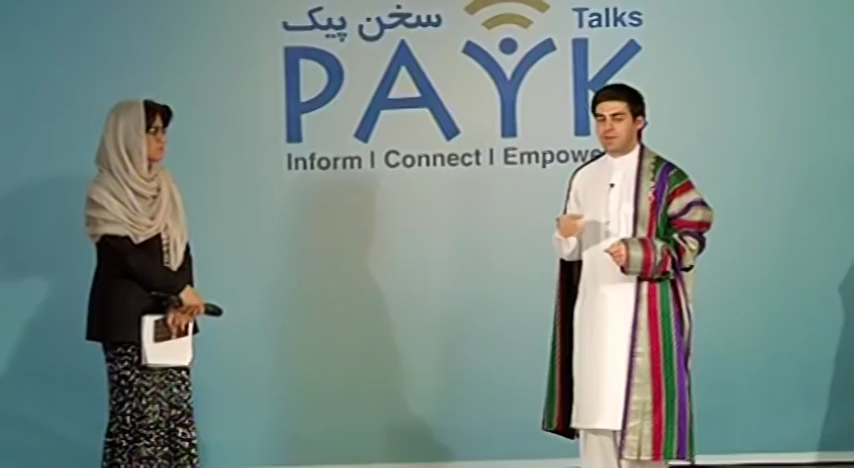 سخن پیک
Talks
PAYK
Inform I Connect I Empowe